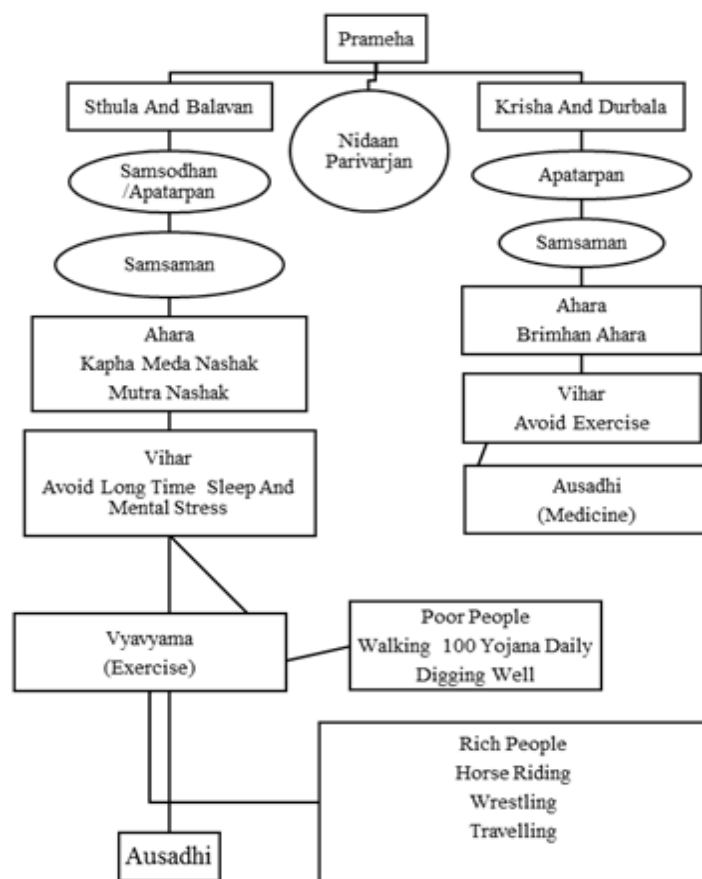 Prameha
Sthula And Balavan
Nidaan
Parivarjan
Krisha And Durbala
Samsodhan
/Apatarpan
Apatarpan
Samsaman
Samsaman
Ahara
Kapha Meda Nashak
Mutra Nashak
Ahara
Brimhan Ahara
Vihar
Avoid Exercise
Vihar
Avoid Long Time Sleep And
Mental Stress
Ausadhi
(Medicine)
Vyavyama
(Exercise)
Poor People
Walking 100 Yojana Daily
Digging Well
Rich People
Horse Riding
Wrestling
Travelling
Ausadhi